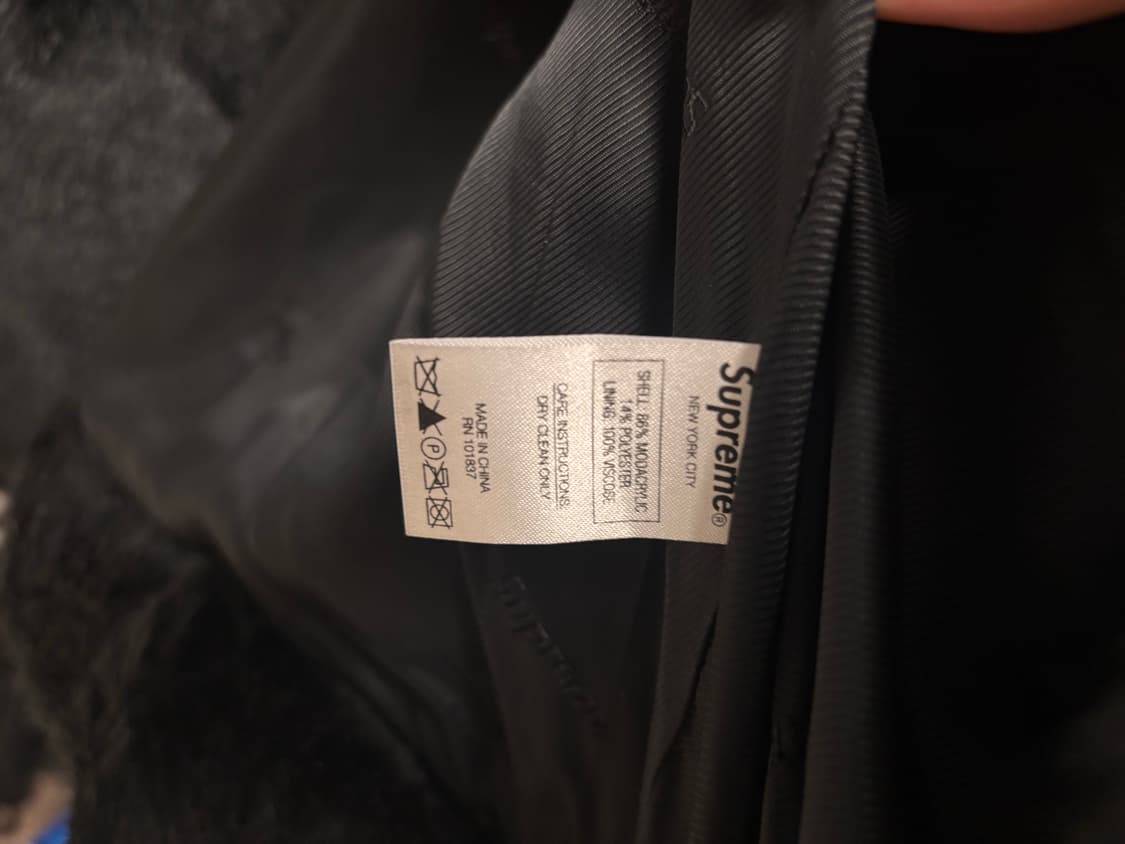 Supreme®
NEW YORK CITY
SHELL: 86% MODACRYLIC
14% POLYESTER
LINING: 100% VISCOSE
CARE INSTRUCTIONS:
DRY CLEAN ONLY
MADE IN CHINA
RN 101837
P
Supreme